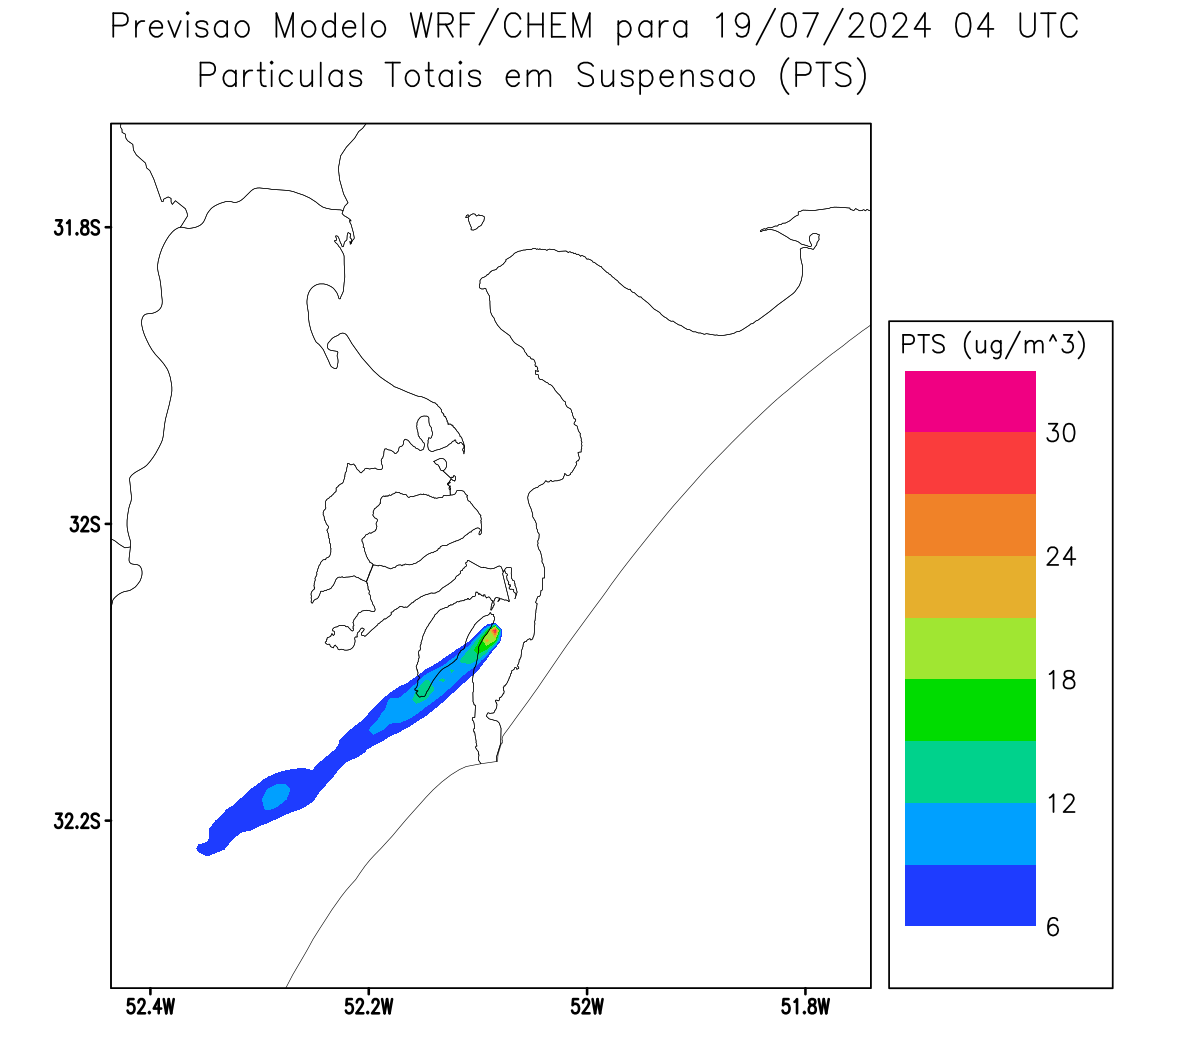 Previsao Modelo WRF/CHEM para 19/07/2024 04 UTC
Particulas Totais em Suspensao (PTS)
31.8S
32S
32.2S
52.4W
52.2W
52W
51.8W
PTS (ug/m^3)
30
24
18
12
6